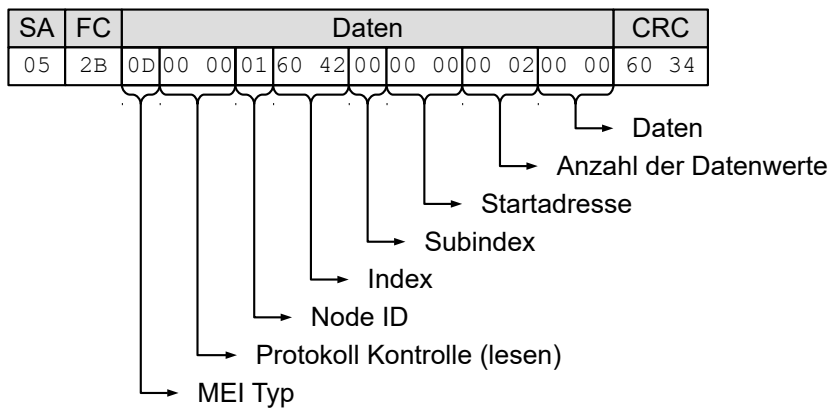 SA FC Daten CRC
05 2B 0D 00 00 01 60 42 00 00 00 00 02 00 00 60 34
Daten
Anzahl der Datenwerte
Startadresse
Subindex
Index
Node ID
Protokoll Kontrolle (lesen)
MEI Typ